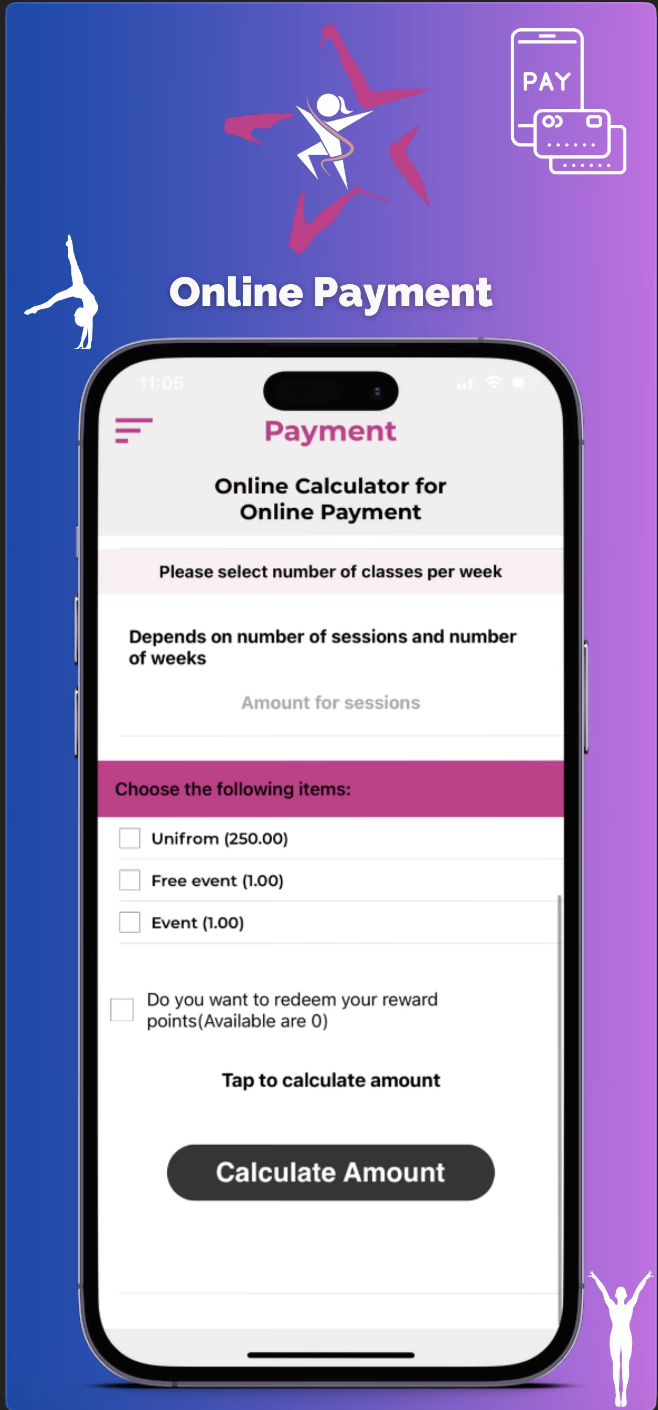 PAY
Online Payment
11:05
Payment
Online Calculator for
Online Payment
Please select number of classes per week
Depends on number of sessions and number
of weeks
Amount for sessions
Choose the following items:
Unifrom (250.00)
Free event (1.00)
Event (1.00)
Do you want to redeem your reward
points(Available are 0)
Tap to calculate amount
Calculate Amount